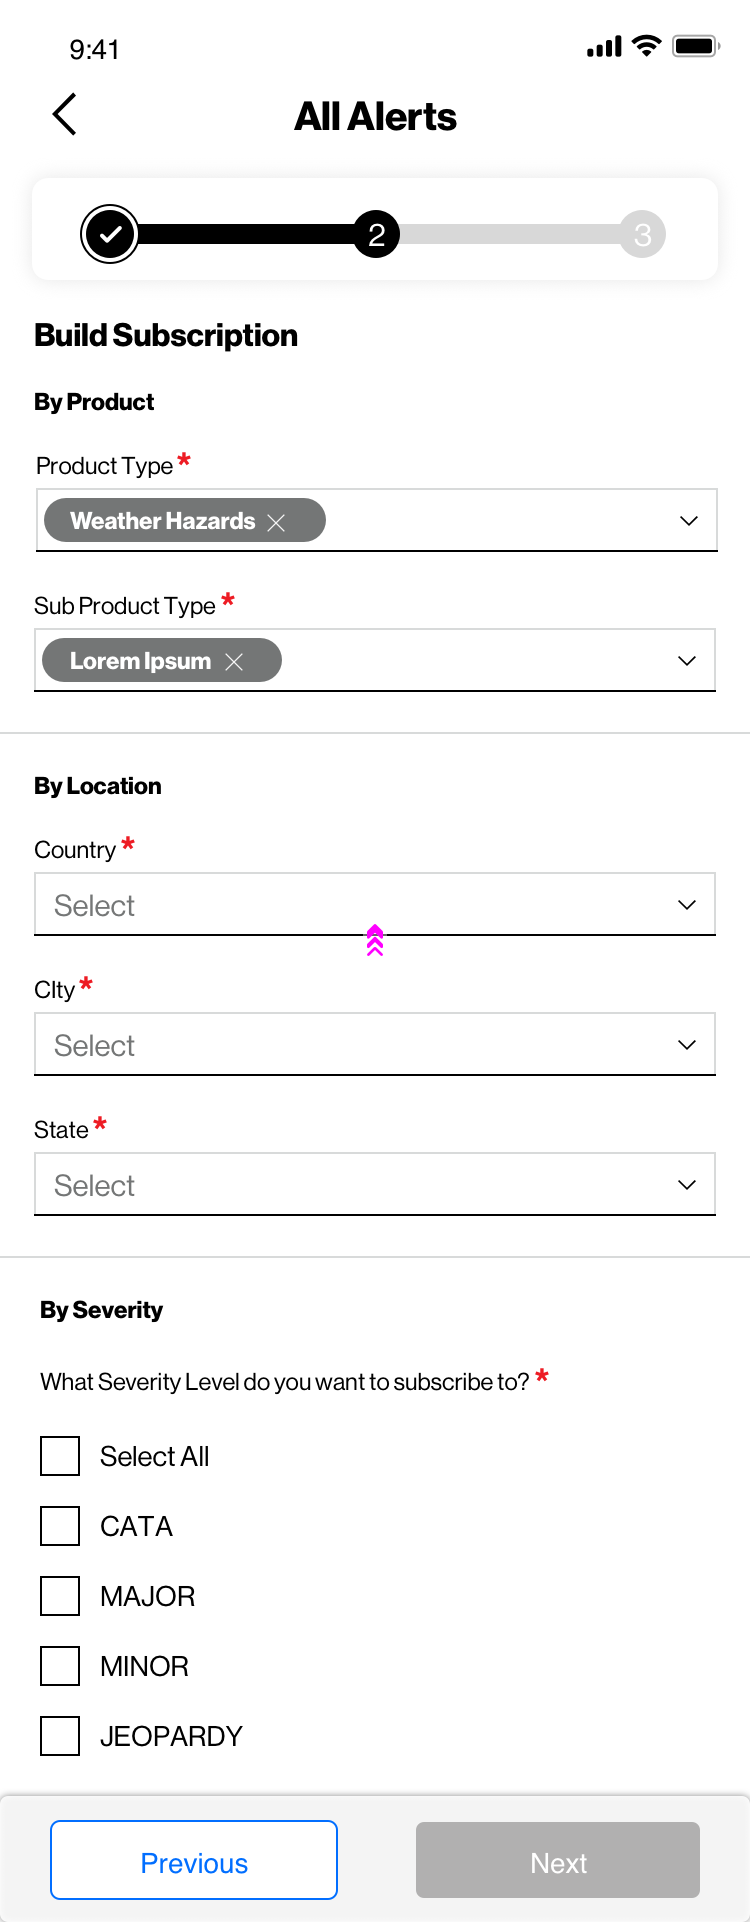 9:41
All Alerts
2
3
Build Subscription
By Product
Product Type *
Weather Hazards
Sub Product Type *
Lorem Ipsum
By Location
Country *
Select
CIty *
Select
State *
Select
By Severity
What Severity Level do you want to subscribe to? *
Select All
CATA
MAJOR
MINOR
JEOPARDY
Previous
Next